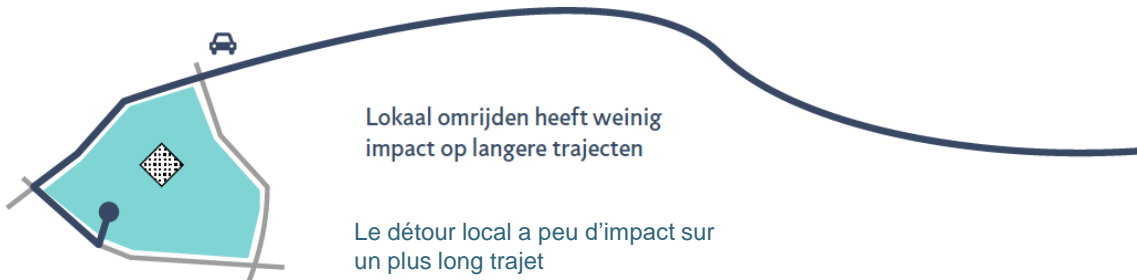 Lokaal omrijden heeft weinig
impact op langere trajecten
Le détour local a peu d’impact sur
un plus long trajet